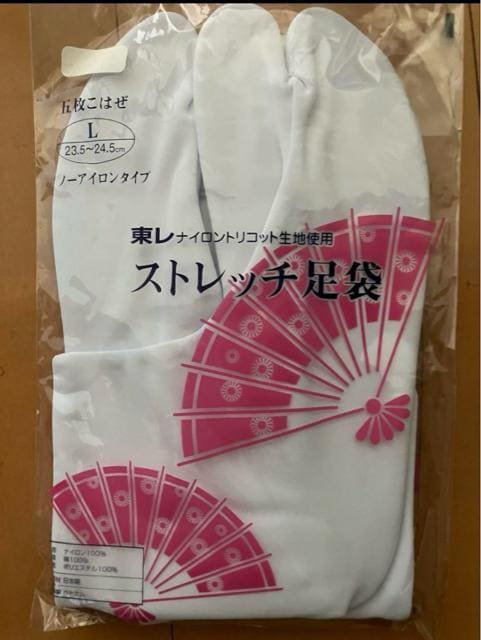 五枚こはぜ
L
23.5~24.5cm
ノーアイロンタイプ
東レナイロントリコット生地使用
ストレッチ足袋
ナイロン100%
綿100%
ポリエステル100%
日本製